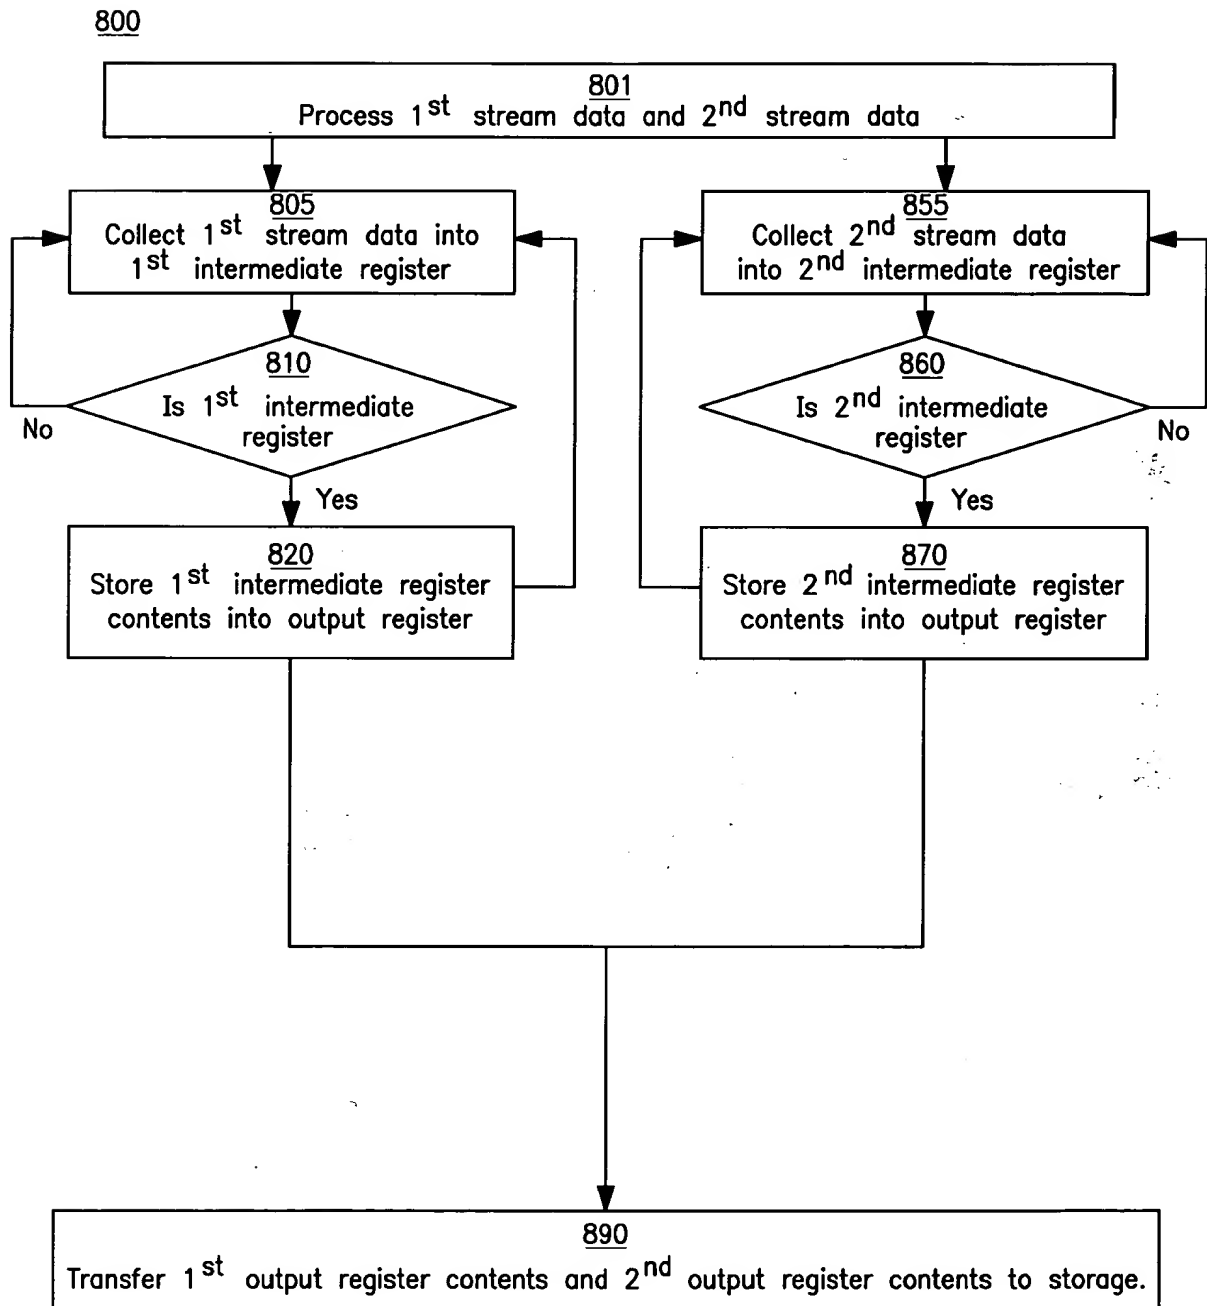 800
801
Process 1st stream data and 2nd stream data
805
Collect 1st stream data into
1st intermediate register
855
Collect 2nd stream data
into 2nd intermediate register
810
Is 1st intermediate
register
No
Yes
860
Is 2nd intermediate
register
No
Yes
820
Store 1st intermediate register
contents into output register
870
Store 2nd intermediate register
contents into output register
890
Transfer 1st output register contents and 2nd output register contents to storage.